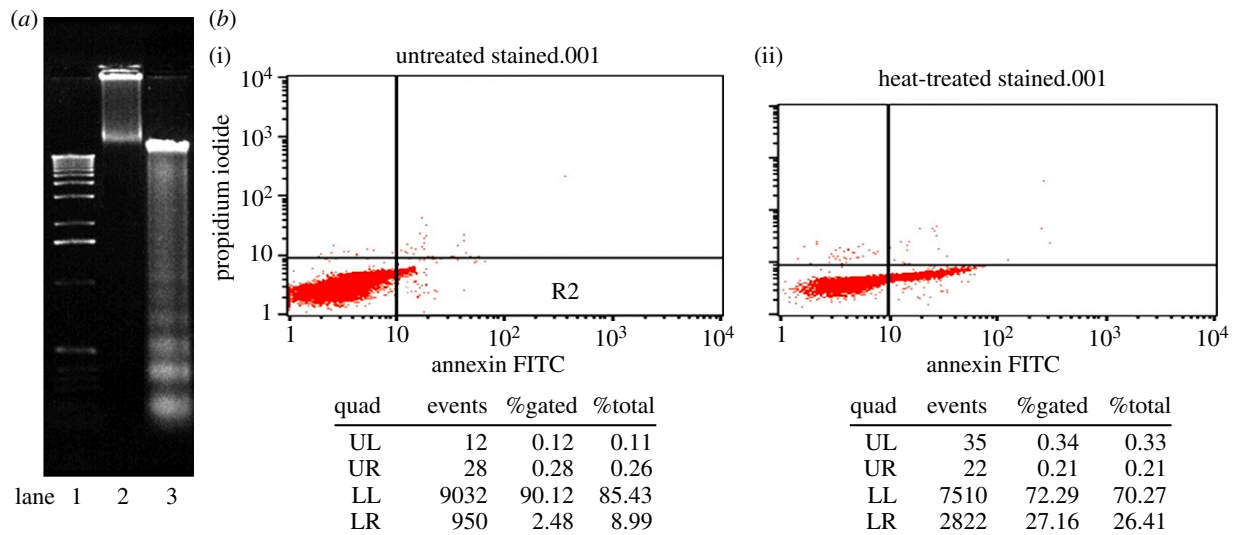 (a)
lane 1 2 3
(b)
(i)
untreated stained.001
propidium iodide
10⁴
10³
10²
10
1
R2
1 10 10² 10³ 10⁴
annexin FITC
quad events %gated %total
UL 12 0.12 0.11
UR 28 0.28 0.26
LL 9032 90.12 85.43
LR 950 2.48 8.99
(ii)
heat-treated stained.001
1 10 10² 10³ 10⁴
annexin FITC
quad events %gated %total
UL 35 0.34 0.33
UR 22 0.21 0.21
LL 7510 72.29 70.27
LR 2822 27.16 26.41